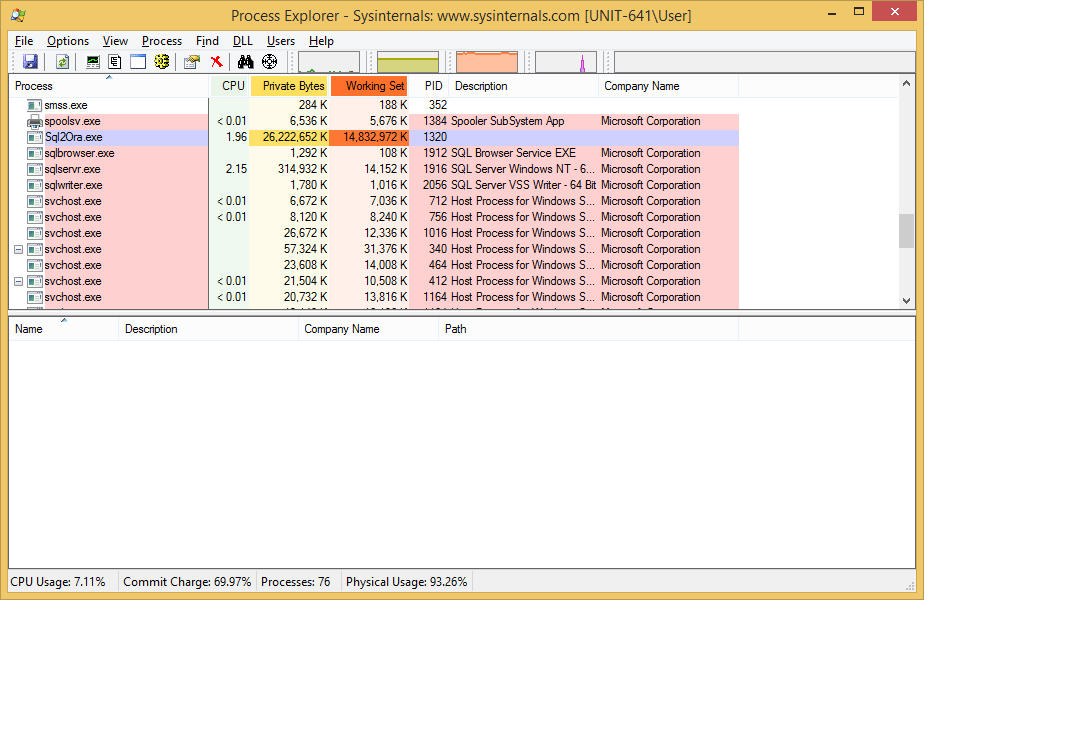 Process Explorer - Sysinternals: www.sysinternals.com [UNIT-641\User]
File Options View Process Find DLL Users Help
Process CPU Private Bytes Working Set PID Description Company Name
smss.exe 284 K 188 K 352
spoolsv.exe < 0.01 6,536 K 5,676 K 1384 Spooler SubSystem App Microsoft Corporation
Sql2Ora.exe 1.96 26,222,652 K 14,832,972 K 1320
sqlbrowser.exe 1,292 K 108 K 1912 SQL Browser Service EXE Microsoft Corporation
sqlservr.exe 2.15 314,932 K 14,152 K 1916 SQL Server Windows NT - 6... Microsoft Corporation
sqlwriter.exe 1,780 K 1,016 K 2056 SQL Server VSS Writer - 64 Bit Microsoft Corporation
svchost.exe < 0.01 6,672 K 7,036 K 712 Host Process for Windows S... Microsoft Corporation
svchost.exe < 0.01 8,120 K 8,240 K 756 Host Process for Windows S... Microsoft Corporation
svchost.exe 26,672 K 12,336 K 1016 Host Process for Windows S... Microsoft Corporation
svchost.exe 57,324 K 31,376 K 340 Host Process for Windows S... Microsoft Corporation
svchost.exe 23,608 K 14,008 K 464 Host Process for Windows S... Microsoft Corporation
svchost.exe < 0.01 21,504 K 10,508 K 412 Host Process for Windows S... Microsoft Corporation
svchost.exe < 0.01 20,732 K 13,816 K 1164 Host Process for Windows S... Microsoft Corporation
Name Description Company Name Path
CPU Usage: 7.11% Commit Charge: 69.97% Processes: 76 Physical Usage: 93.26%